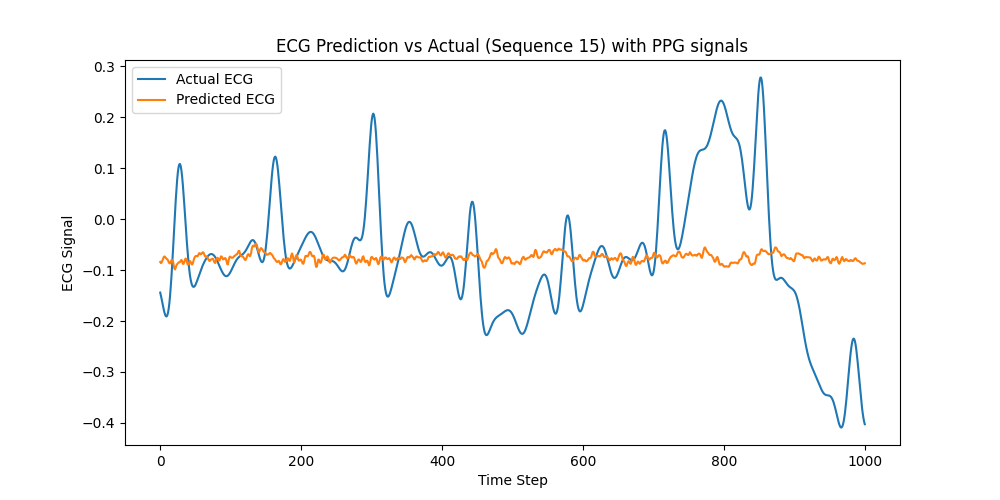 ECG Prediction vs Actual (Sequence 15) with PPG signals
Actual ECG
Predicted ECG
0.3
0.2
0.1
0.0
−0.1
−0.2
−0.3
−0.4
ECG Signal
0 200 400 600 800 1000
Time Step